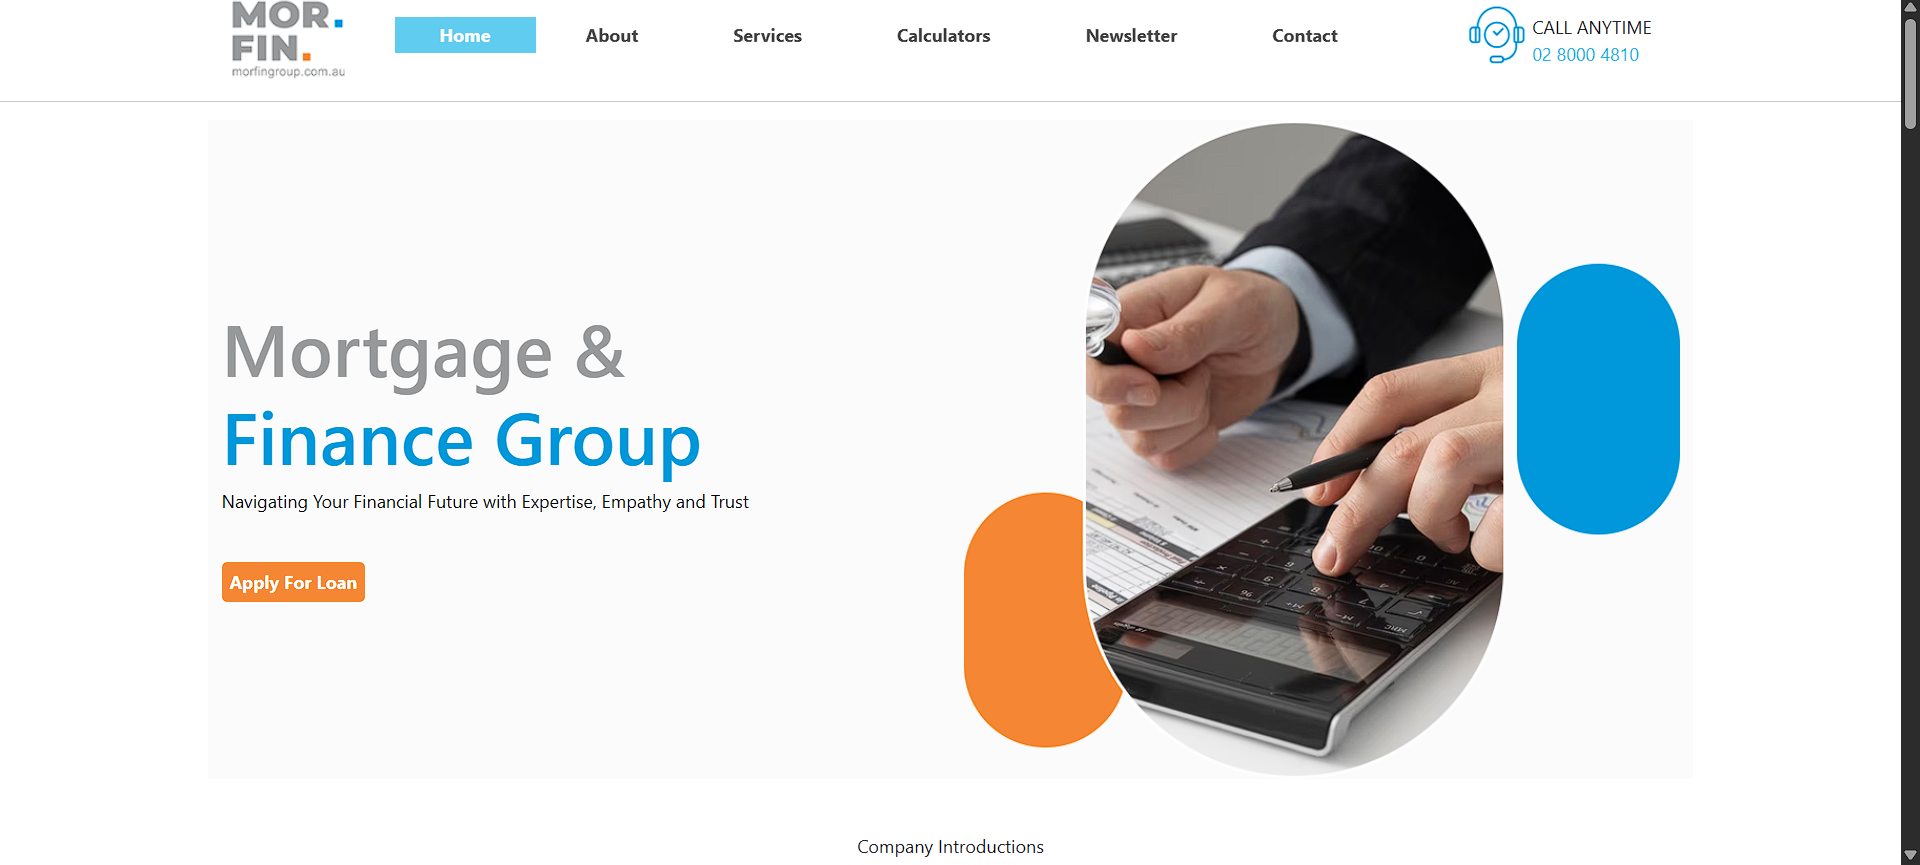 MOR.
FIN.
morfingroup.com.au
Home
About
Services
Calculators
Newsletter
Contact
CALL ANYTIME
02 8000 4810
Mortgage &
Finance Group
Navigating Your Financial Future with Expertise, Empathy and Trust
Apply For Loan
Company Introductions